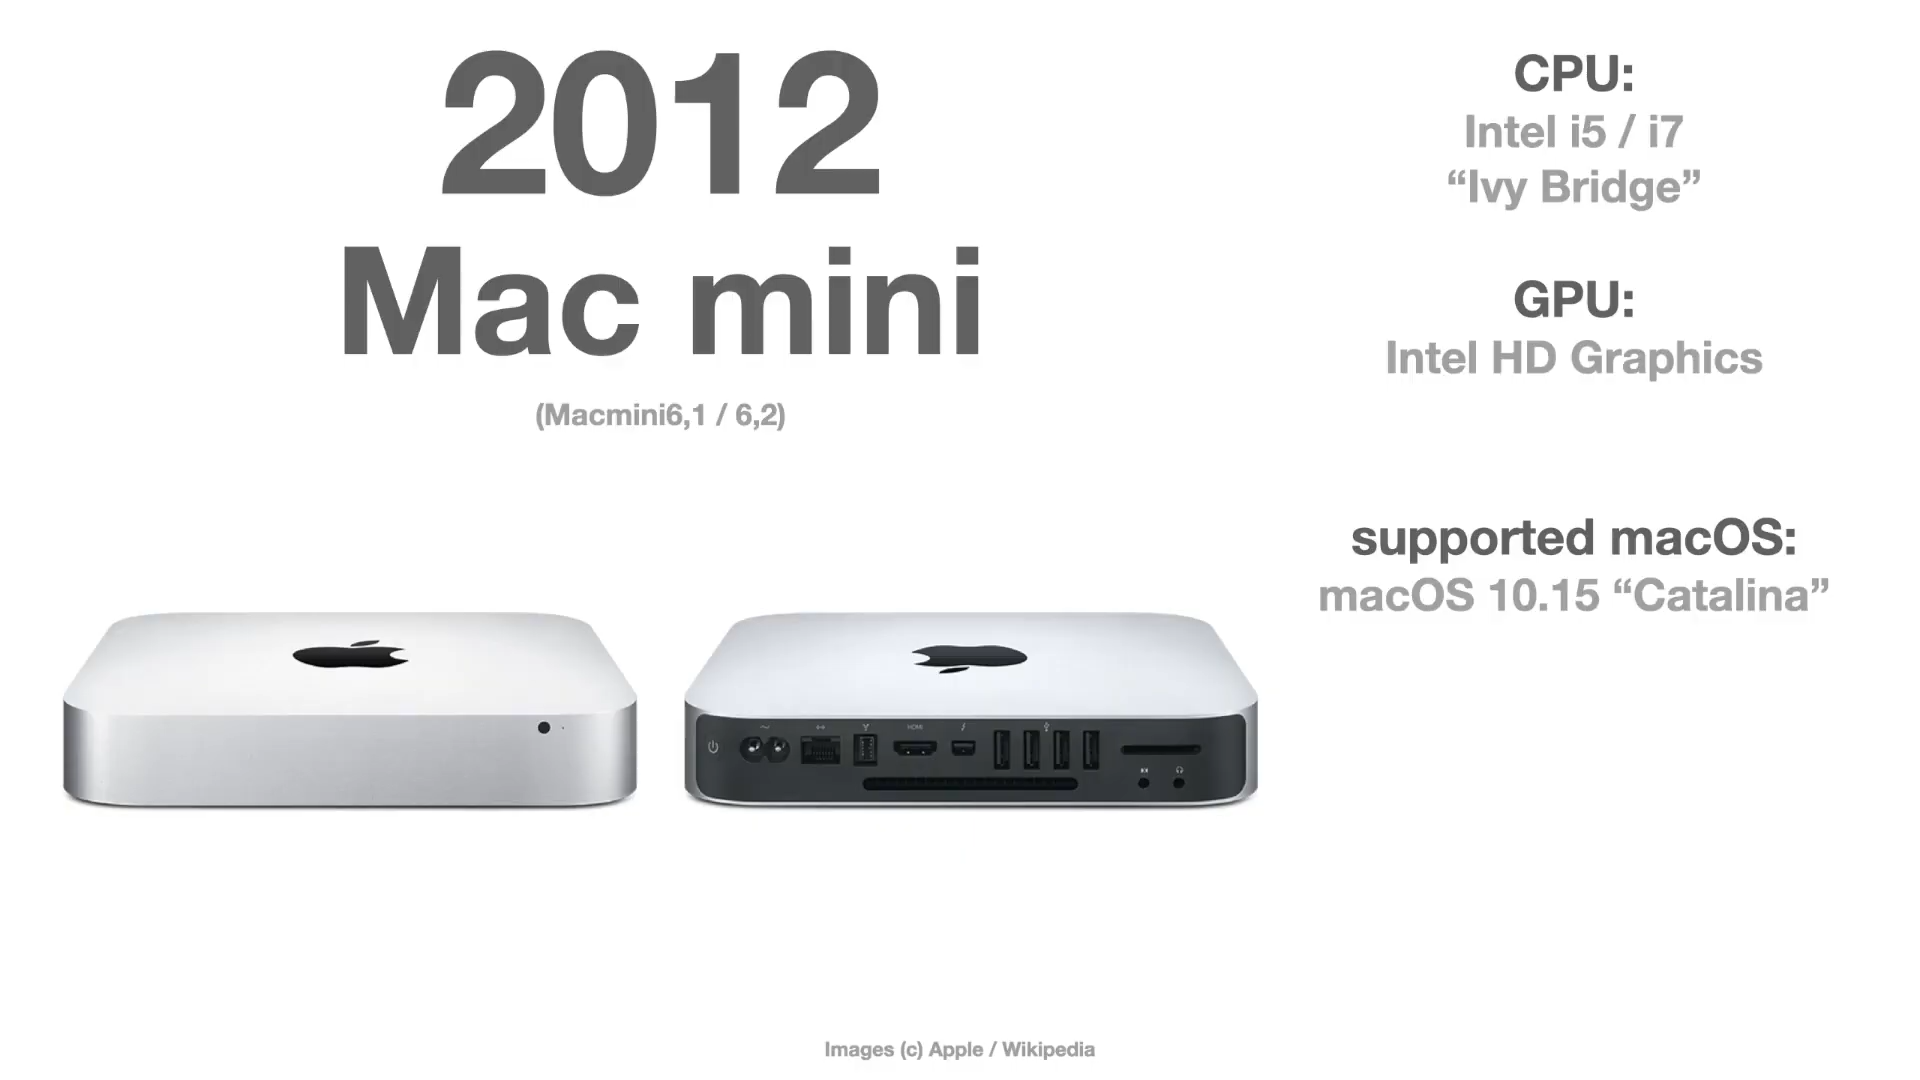 2012
Mac mini
(Macmini6,1 / 6,2)
CPU:
Intel i5 / i7
“Ivy Bridge”
GPU:
Intel HD Graphics
supported macOS:
macOS 10.15 “Catalina”
HDMI
Images (c) Apple / Wikipedia